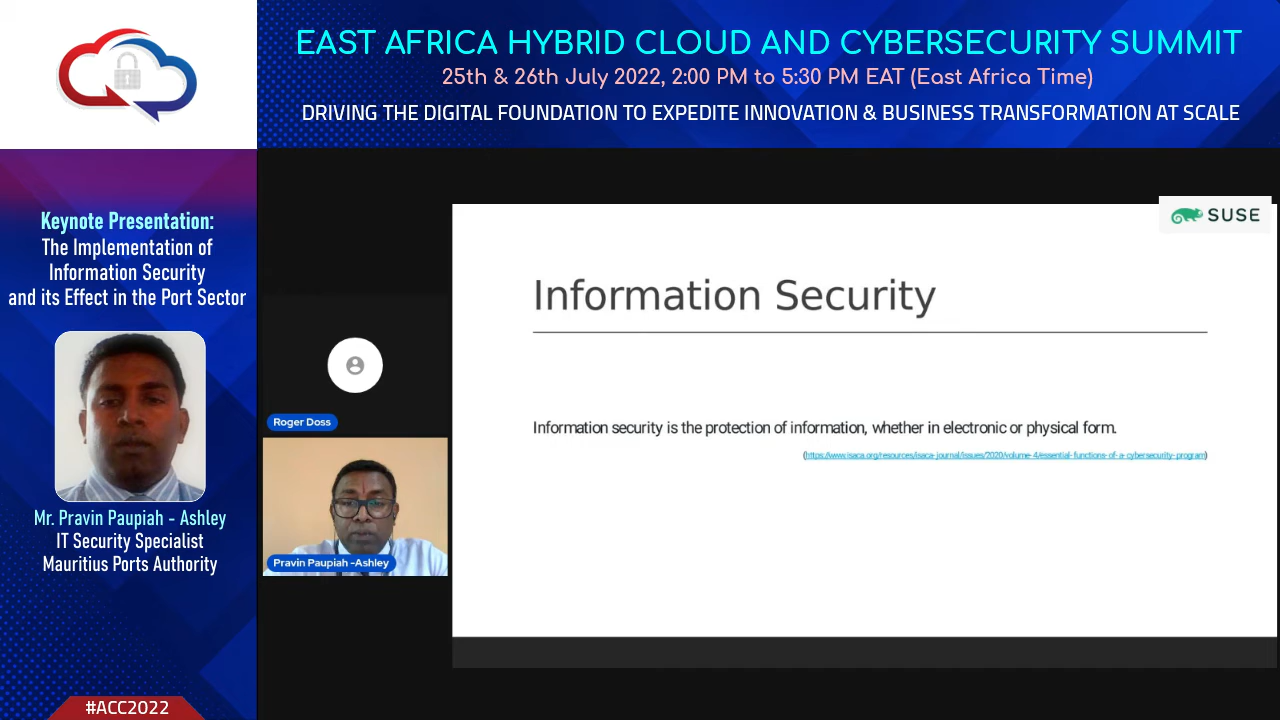 EAST AFRICA HYBRID CLOUD AND CYBERSECURITY SUMMIT
25th & 26th July 2022, 2:00 PM to 5:30 PM EAT (East Africa Time)
DRIVING THE DIGITAL FOUNDATION TO EXPEDITE INNOVATION & BUSINESS TRANSFORMATION AT SCALE
Keynote Presentation:
The Implementation of
Information Security
and its Effect in the Port Sector
Mr. Pravin Paupiah - Ashley
IT Security Specialist
Mauritius Ports Authority
#ACC2022
Roger Doss
Pravin Paupiah -Ashley
SUSE
Information Security
Information security is the protection of information, whether in electronic or physical form.
(https://www.isaca.org/resources/isaca-journal/issues/2020/volume-4/essential-functions-of-a-cybersecurity-program)